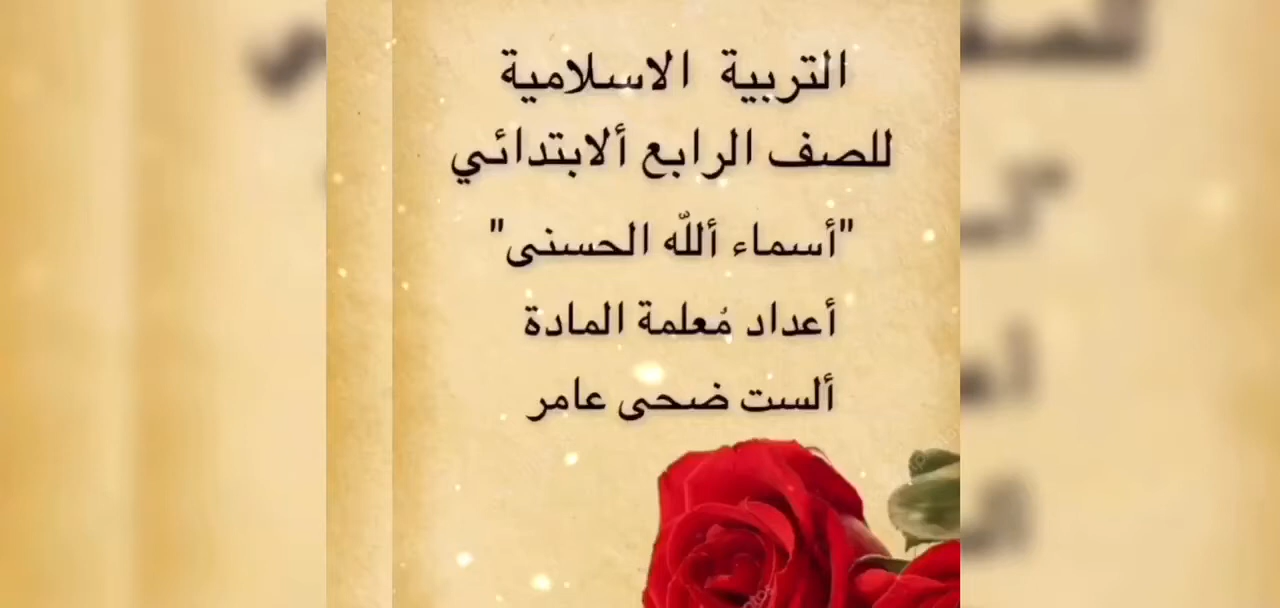 التربية الاسلامية
للصف الرابع ألابتدائي
"أسماء ألله الحسنى"
أعداد مُعلمة المادة
ألست ضحى عامر